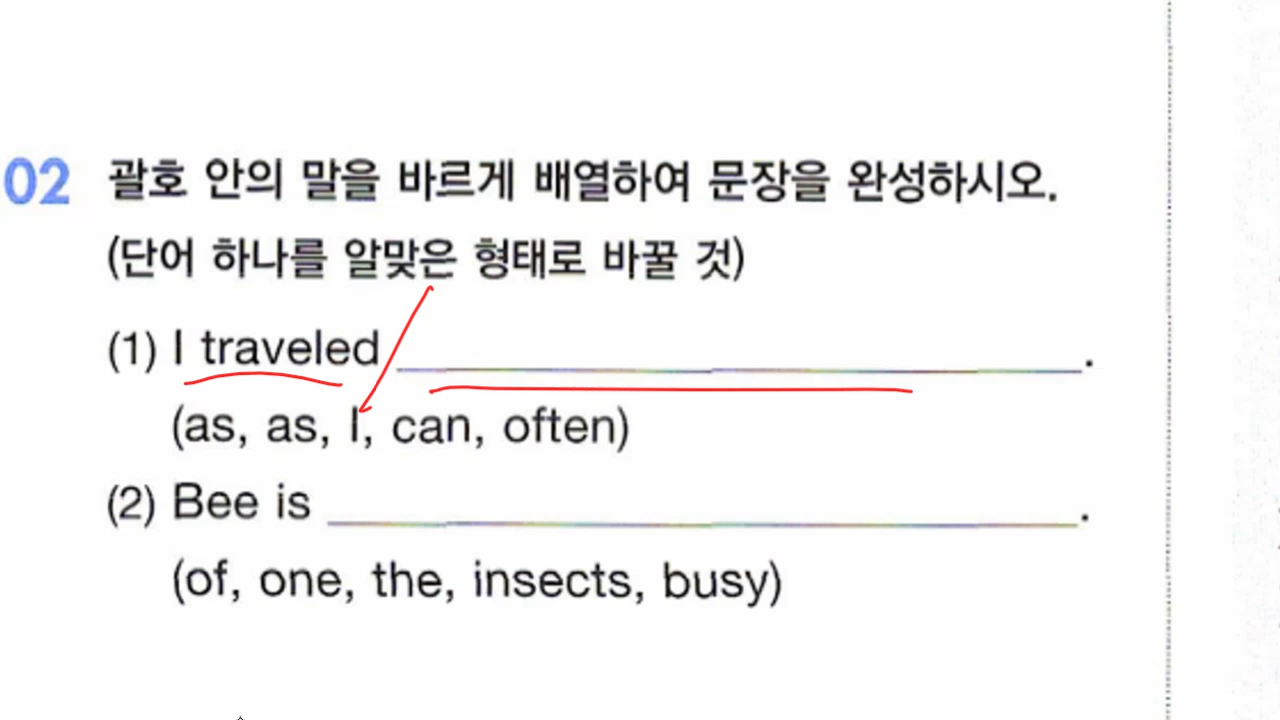 02 괄호 안의 말을 바르게 배열하여 문장을 완성하시오.
(단어 하나를 알맞은 형태로 바꿀 것)
(1) I traveled ____________________.
(as, as, I, can, often)
(2) Bee is ____________________.
(of, one, the, insects, busy)